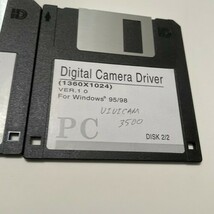 Digital Camera Driver
(1360X1024)
VER.1.0
For Windows® 95/98
VIVICAM
3500
PC
DISK 2/2